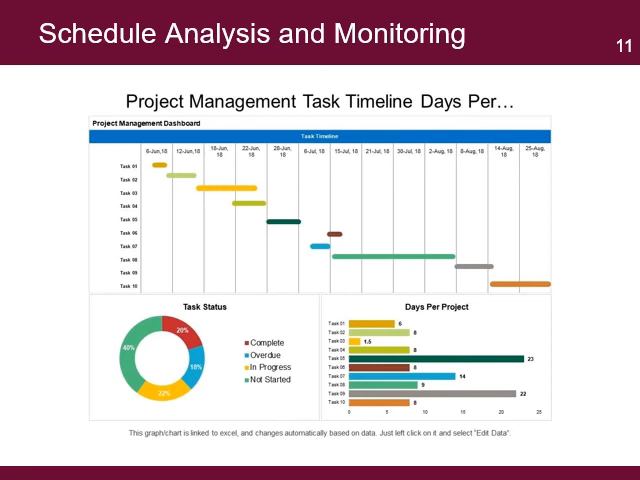 Schedule Analysis and Monitoring
11
Project Management Task Timeline Days Per…
Project Management Dashboard
Task Timeline
6-Jun,18 12-Jun,18 18-Jun, 18 22-Jun, 18 28-Jun, 18 6-Jul, 18 15-Jul, 18 21-Jul, 18 30-Jul, 18 2-Aug, 18 8-Aug, 18 14-Aug, 18 25-Aug, 18
Task 01
Task 02
Task 03
Task 04
Task 05
Task 06
Task 07
Task 08
Task 09
Task 10
Task Status
20%
18%
22%
40%
Complete
Overdue
In Progress
Not Started
Days Per Project
Task 01 6
Task 02 8
Task 03 1.5
Task 04 8
Task 05 23
Task 06 8
Task 07 14
Task 08 9
Task 09 22
Task 10 8
0 5 10 15 20 25
This graph/chart is linked to excel, and changes automatically based on data. Just left click on it and select "Edit Data".